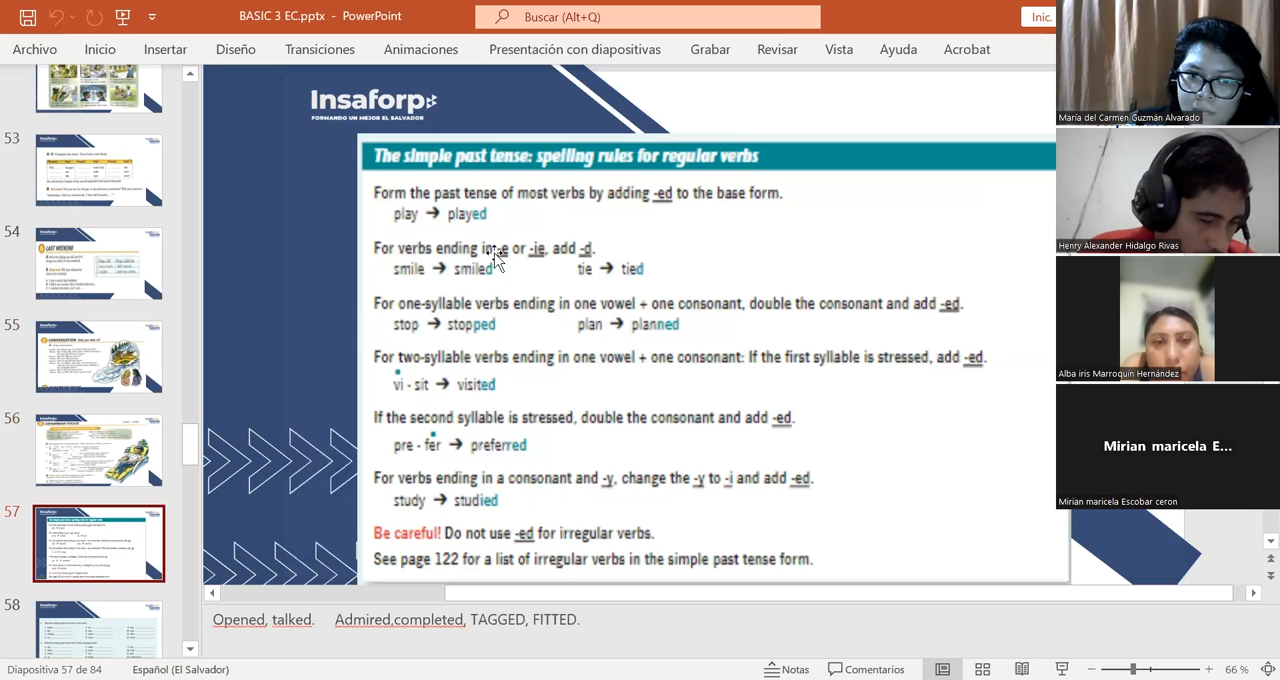 BASIC 3 EC.pptx - PowerPoint
Buscar (Alt+Q)
Inic.
Archivo Inicio Insertar Diseño Transiciones Animaciones Presentación con diapositivas Grabar Revisar Vista Ayuda Acrobat
53
54
LAST WEEKEND
55
CONVERSATION Did you like it?
56
57
58
Insaforp
FORMANDO UN MEJOR EL SALVADOR
The simple past tense: spelling rules for regular verbs
Form the past tense of most verbs by adding -ed to the base form.
play → played
For verbs ending in -e or -ie, add -d.
smile → smiled tie → tied
For one-syllable verbs ending in one vowel + one consonant, double the consonant and add -ed.
stop → stopped plan → planned
For two-syllable verbs ending in one vowel + one consonant: If the first syllable is stressed, add -ed.
vi - sit → visited
If the second syllable is stressed, double the consonant and add -ed.
pre - fer → preferred
For verbs ending in a consonant and -y, change the -y to -i and add -ed.
study → studied
Be careful! Do not use -ed for irregular verbs.
See page 122 for a list of irregular verbs in the simple past tense form.
Opened, talked. Admired,completed, TAGGED, FITTED.
María del Carmen Guzmán Alvarado
Henry Alexander Hidalgo Rivas
Alba iris Marroquín Hernández
Mirian maricela E...
Mirian maricela Escobar ceron
Diapositiva 57 de 84 Español (El Salvador) Notas Comentarios 66 %